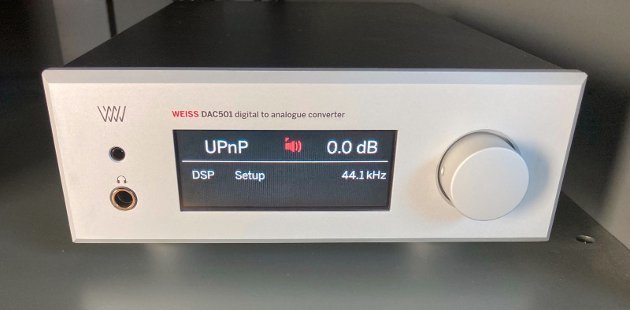 WEISS DAC501 digital to analogue converter
UPnP 0.0 dB
DSP Setup 44.1 kHz